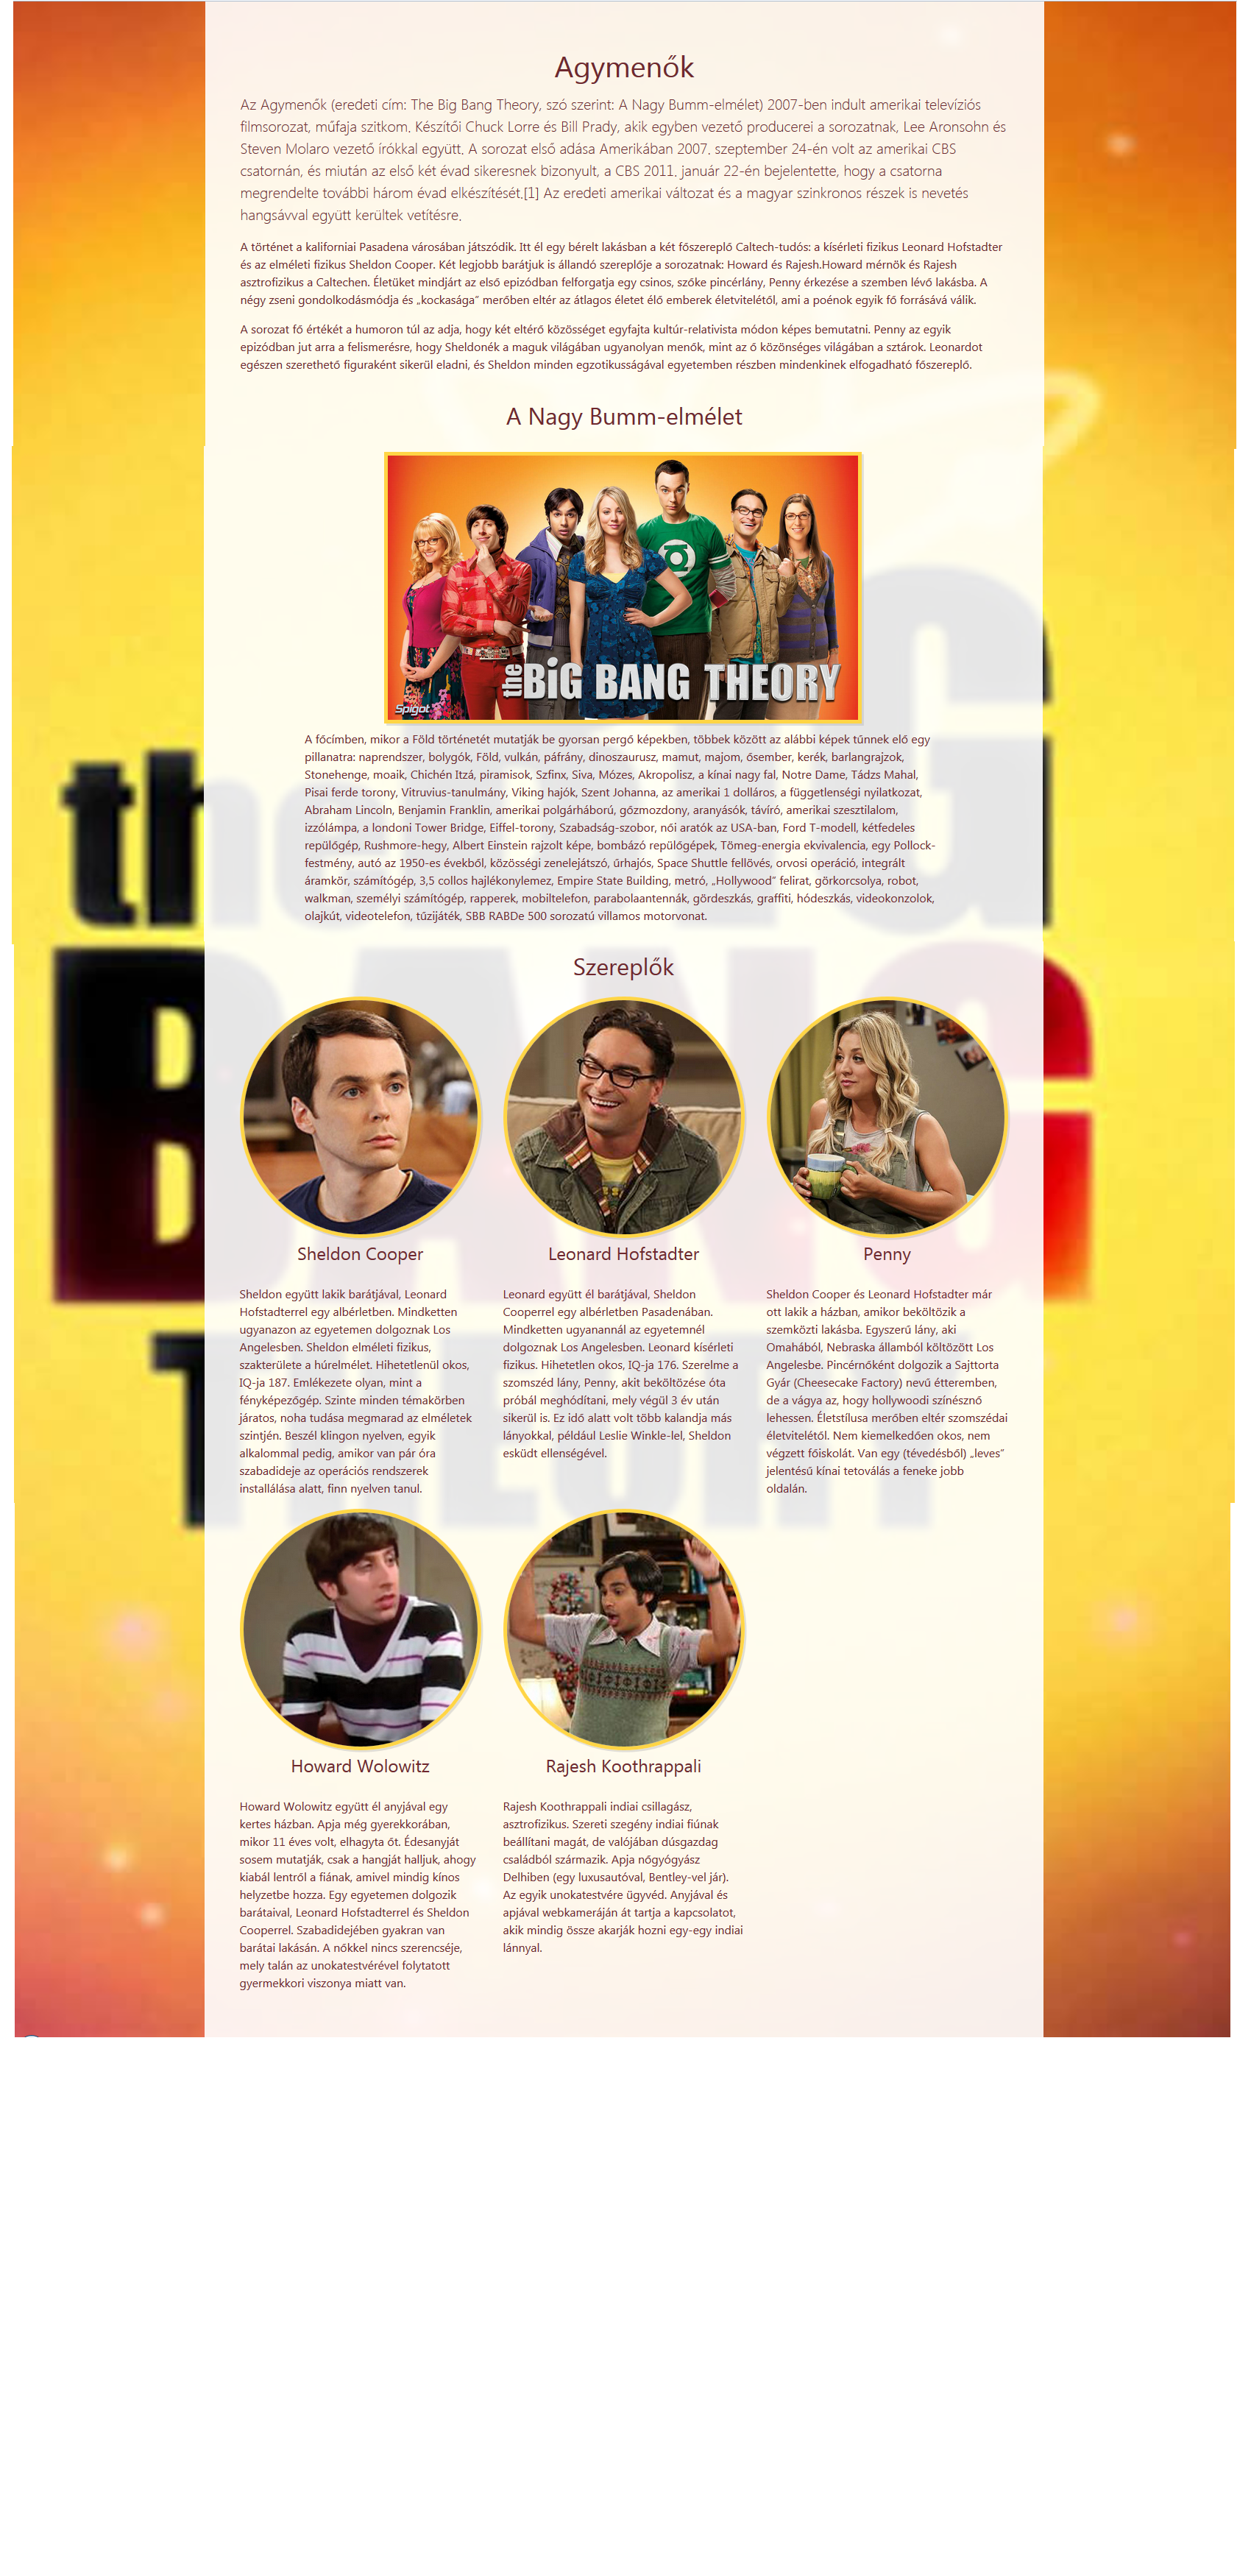 Agymenők
Az Agymenők (eredeti cím: The Big Bang Theory, szó szerint: A Nagy Bumm-elmélet) 2007-ben indult amerikai televíziós
filmsorozat, műfaja szitkom. Készítői Chuck Lorre és Bill Prady, akik egyben vezető producerei a sorozatnak, Lee Aronsohn és
Steven Molaro vezető írókkal együtt. A sorozat első adása Amerikában 2007. szeptember 24-én volt az amerikai CBS
csatornán, és miután az első két évad sikeresnek bizonyult, a CBS 2011. január 22-én bejelentette, hogy a csatorna
megrendelte további három évad elkészítését.[1] Az eredeti amerikai változat és a magyar szinkronos részek is nevetés
hangsávval együtt kerültek vetítésre.
A történet a kaliforniai Pasadena városában játszódik. Itt él egy bérelt lakásban a két főszereplő Caltech-tudós: a kísérleti fizikus Leonard Hofstadter
és az elméleti fizikus Sheldon Cooper. Két legjobb barátjuk is állandó szereplője a sorozatnak: Howard és Rajesh.Howard mérnök és Rajesh
asztrofizikus a Caltechen. Életüket mindjárt az első epizódban felforgatja egy csinos, szőke pincérlány, Penny érkezése a szemben lévő lakásba. A
négy zseni gondolkodásmódja és „kockasága” merőben eltér az átlagos életet élő emberek életvitelétől, ami a poénok egyik fő forrásává válik.
A sorozat fő értékét a humoron túl az adja, hogy két eltérő közösséget egyfajta kultúr-relativista módon képes bemutatni. Penny az egyik
epizódban jut arra a felismerésre, hogy Sheldonék a maguk világában ugyanolyan menők, mint az ő közönséges világában a sztárok. Leonardot
egészen szerethető figuraként sikerül eladni, és Sheldon minden egzotikusságával egyetemben részben mindenkinek elfogadható főszereplő.
A Nagy Bumm-elmélet
the BiG BANG THEORY
Spigot
A főcímben, mikor a Föld történetét mutatják be gyorsan pergő képekben, többek között az alábbi képek tűnnek elő egy
pillanatra: naprendszer, bolygók, Föld, vulkán, páfrány, dinoszaurusz, mamut, majom, ősember, kerék, barlangrajzok,
Stonehenge, moaik, Chichén Itzá, piramisok, Szfinx, Siva, Mózes, Akropolisz, a kínai nagy fal, Notre Dame, Tádzs Mahal,
Pisai ferde torony, Vitruvius-tanulmány, Viking hajók, Szent Johanna, az amerikai 1 dolláros, a függetlenségi nyilatkozat,
Abraham Lincoln, Benjamin Franklin, amerikai polgárháború, gőzmozdony, aranyásók, távíró, amerikai szesztilalom,
izzólámpa, a londoni Tower Bridge, Eiffel-torony, Szabadság-szobor, női aratók az USA-ban, Ford T-modell, kétfedeles
repülőgép, Rushmore-hegy, Albert Einstein rajzolt képe, bombázó repülőgépek, Tömeg-energia ekvivalencia, egy Pollock-
festmény, autó az 1950-es évekből, közösségi zenelejátszó, űrhajós, Space Shuttle fellövés, orvosi operáció, integrált
áramkör, számítógép, 3,5 collos hajlékonylemez, Empire State Building, metró, „Hollywood” felirat, görkorcsolya, robot,
walkman, személyi számítógép, rapperek, mobiltelefon, parabolaantennák, gördeszkás, graffiti, hódeszkás, videokonzolok,
olajkút, videotelefon, tűzijáték, SBB RABDe 500 sorozatú villamos motorvonat.
the BIG
BANG
THEORY
Szereplők
Sheldon Cooper
Sheldon együtt lakik barátjával, Leonard
Hofstadterrel egy albérletben. Mindketten
ugyanazon az egyetemen dolgoznak Los
Angelesben. Sheldon elméleti fizikus,
szakterülete a húrelmélet. Hihetetlenül okos,
IQ-ja 187. Emlékezete olyan, mint a
fényképezőgép. Szinte minden témakörben
járatos, noha tudása megmarad az elméletek
szintjén. Beszél klingon nyelven, egyik
alkalommal pedig, amikor van pár óra
szabadideje az operációs rendszerek
installálása alatt, finn nyelven tanul.
Leonard Hofstadter
Leonard együtt él barátjával, Sheldon
Cooperrel egy albérletben Pasadenában.
Mindketten ugyanannál az egyetemnél
dolgoznak Los Angelesben. Leonard kísérleti
fizikus. Hihetetlen okos, IQ-ja 176. Szerelme a
szomszéd lány, Penny, akit beköltözése óta
próbál meghódítani, mely végül 3 év után
sikerül is. Ez idő alatt volt több kalandja más
lányokkal, például Leslie Winkle-lel, Sheldon
esküdt ellenségével.
Penny
Sheldon Cooper és Leonard Hofstadter már
ott lakik a házban, amikor beköltözik a
szemközti lakásba. Egyszerű lány, aki
Omahából, Nebraska államból költözött Los
Angelesbe. Pincérnőként dolgozik a Sajttorta
Gyár (Cheesecake Factory) nevű étteremben,
de a vágya az, hogy hollywoodi színésznő
lehessen. Életstílusa merőben eltér szomszédai
életvitelétől. Nem kiemelkedően okos, nem
végzett főiskolát. Van egy (tévedésből) „leves”
jelentésű kínai tetoválás a feneke jobb
oldalán.
Howard Wolowitz
Howard Wolowitz együtt él anyjával egy
kertes házban. Apja még gyerekkorában,
mikor 11 éves volt, elhagyta őt. Édesanyját
sosem mutatják, csak a hangját halljuk, ahogy
kiabál lentről a fiának, amivel mindig kínos
helyzetbe hozza. Egy egyetemen dolgozik
barátaival, Leonard Hofstadterrel és Sheldon
Cooperrel. Szabadidejében gyakran van
barátai lakásán. A nőkkel nincs szerencséje,
mely talán az unokatestvérével folytatott
gyermekkori viszonya miatt van.
Rajesh Koothrappali
Rajesh Koothrappali indiai csillagász,
asztrofizikus. Szereti szegény indiai fiúnak
beállítani magát, de valójában dúsgazdag
családból származik. Apja nőgyógyász
Delhiben (egy luxusautóval, Bentley-vel jár).
Az egyik unokatestvére ügyvéd. Anyjával és
apjával webkameráján át tartja a kapcsolatot,
akik mindig össze akarják hozni egy-egy indiai
lánnyal.